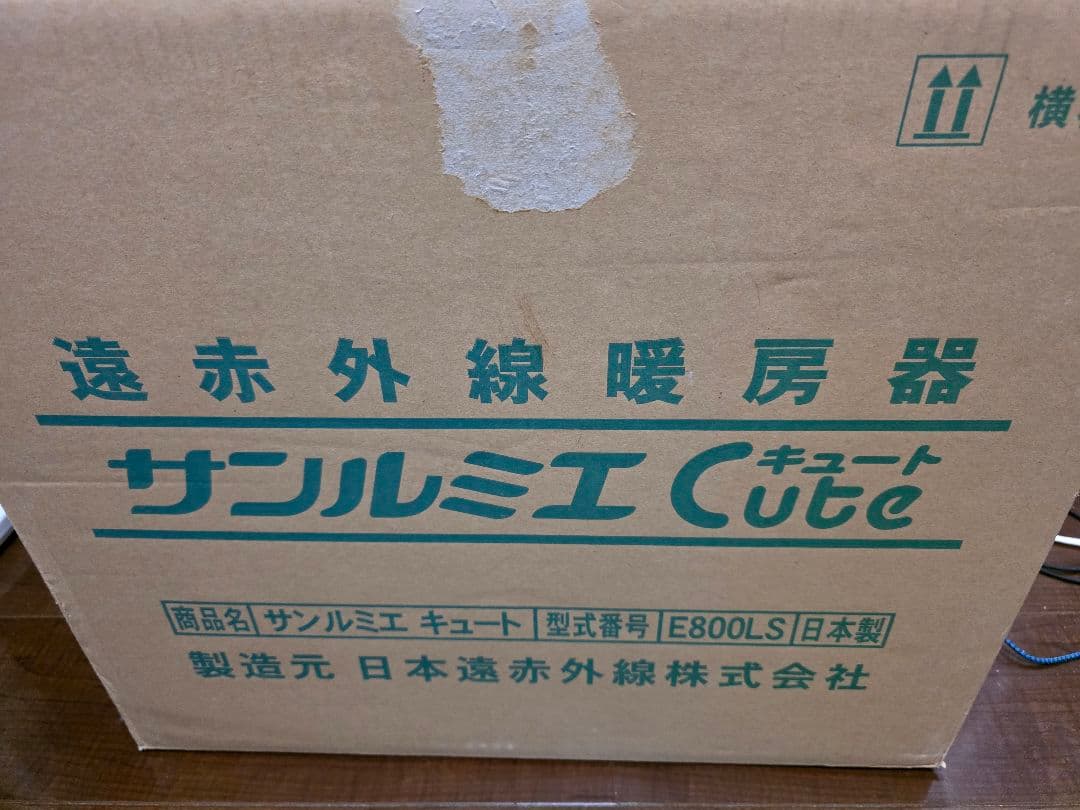 横
遠赤外線暖房器
サンルミエ Cute キュート
商品名 サンルミエ キュート 型式番号 E800LS 日本製
製造元 日本遠赤外線株式会社